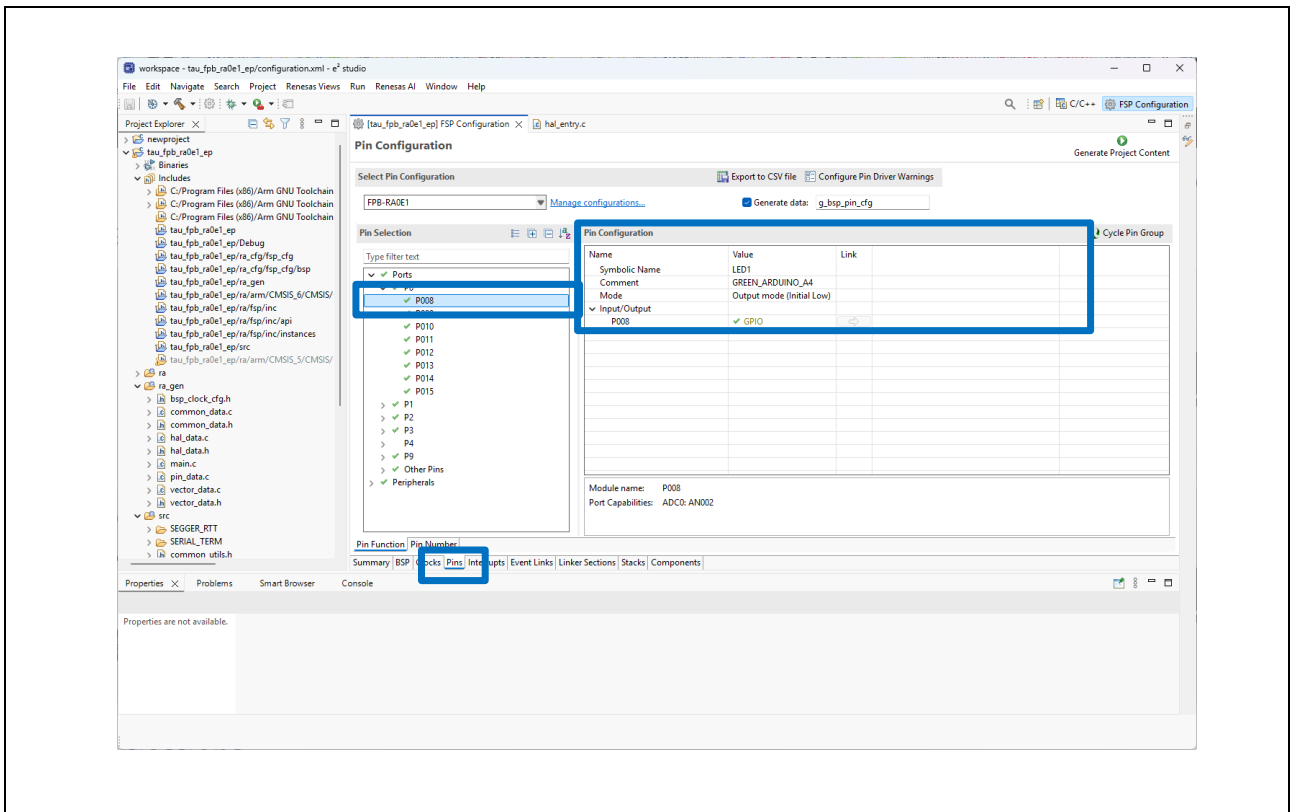 workspace - tau_fpb_ra0e1_ep/configuration.xml - e² studio
File Edit Navigate Search Project Renesas Views Run Renesas AI Window Help
C/C++ FSP Configuration
Project Explorer
newproject
tau_fpb_ra0e1_ep
Binaries
Includes
C:/Program Files (x86)/Arm GNU Toolchain
C:/Program Files (x86)/Arm GNU Toolchain
C:/Program Files (x86)/Arm GNU Toolchain
tau_fpb_ra0e1_ep
tau_fpb_ra0e1_ep/Debug
tau_fpb_ra0e1_ep/ra_cfg/fsp_cfg
tau_fpb_ra0e1_ep/ra_cfg/fsp_cfg/bsp
tau_fpb_ra0e1_ep/ra_gen
tau_fpb_ra0e1_ep/ra/arm/CMSIS_6/CMSIS/
tau_fpb_ra0e1_ep/ra/fsp/inc
tau_fpb_ra0e1_ep/ra/fsp/inc/api
tau_fpb_ra0e1_ep/ra/fsp/inc/instances
tau_fpb_ra0e1_ep/src
tau_fpb_ra0e1_ep/ra/arm/CMSIS_5/CMSIS/
ra
ra_gen
bsp_clock_cfg.h
common_data.c
common_data.h
hal_data.c
hal_data.h
main.c
pin_data.c
vector_data.c
vector_data.h
src
SEGGER_RTT
SERIAL_TERM
common_utils.h
[tau_fpb_ra0e1_ep] FSP Configuration hal_entry.c
Pin Configuration
Generate Project Content
Select Pin Configuration
Export to CSV file Configure Pin Driver Warnings
FPB-RA0E1 Manage configurations...
Generate data: g_bsp_pin_cfg
Pin Selection
Type filter text
Ports
P008
P010
P011
P012
P013
P014
P015
P1
P2
P3
P4
P9
Other Pins
Peripherals
Pin Configuration Cycle Pin Group
Name Value Link
Symbolic Name LED1
Comment GREEN_ARDUINO_A4
Mode Output mode (Initial Low)
Input/Output
P008 GPIO
Module name: P008
Port Capabilities: ADC0: AN002
Pin Function Pin Number
Summary BSP Clocks Pins Interrupts Event Links Linker Sections Stacks Components
Properties Problems Smart Browser Console
Properties are not available.